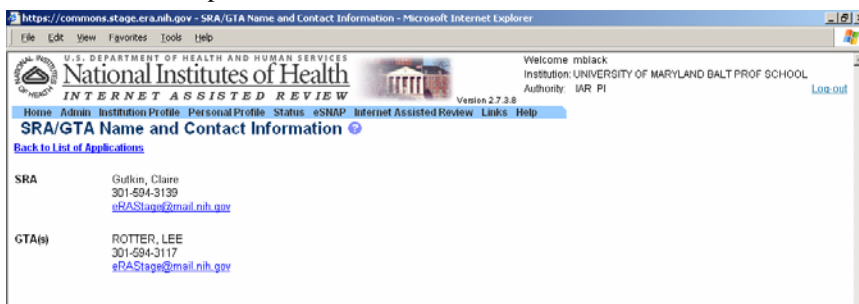 https://commons.stage.era.nih.gov - SRA/GTA Name and Contact Information - Microsoft Internet Explorer
File Edit View Favorites Tools Help
U.S. DEPARTMENT OF HEALTH AND HUMAN SERVICES
National Institutes of Health
INTERNET ASSISTED REVIEW
Version 2.7.3.8
Welcome mblack
Institution: UNIVERSITY OF MARYLAND BALT PROF SCHOOL
Authority: IAR PI
Log-out
Home Admin Institution Profile Personal Profile Status eSNAP Internet Assisted Review Links Help
SRA/GTA Name and Contact Information ?
Back to List of Applications
SRA Gutkin, Claire
301-594-3139
eRAStage@mail.nih.gov
GTA(s) ROTTER, LEE
301-594-3117
eRAStage@mail.nih.gov